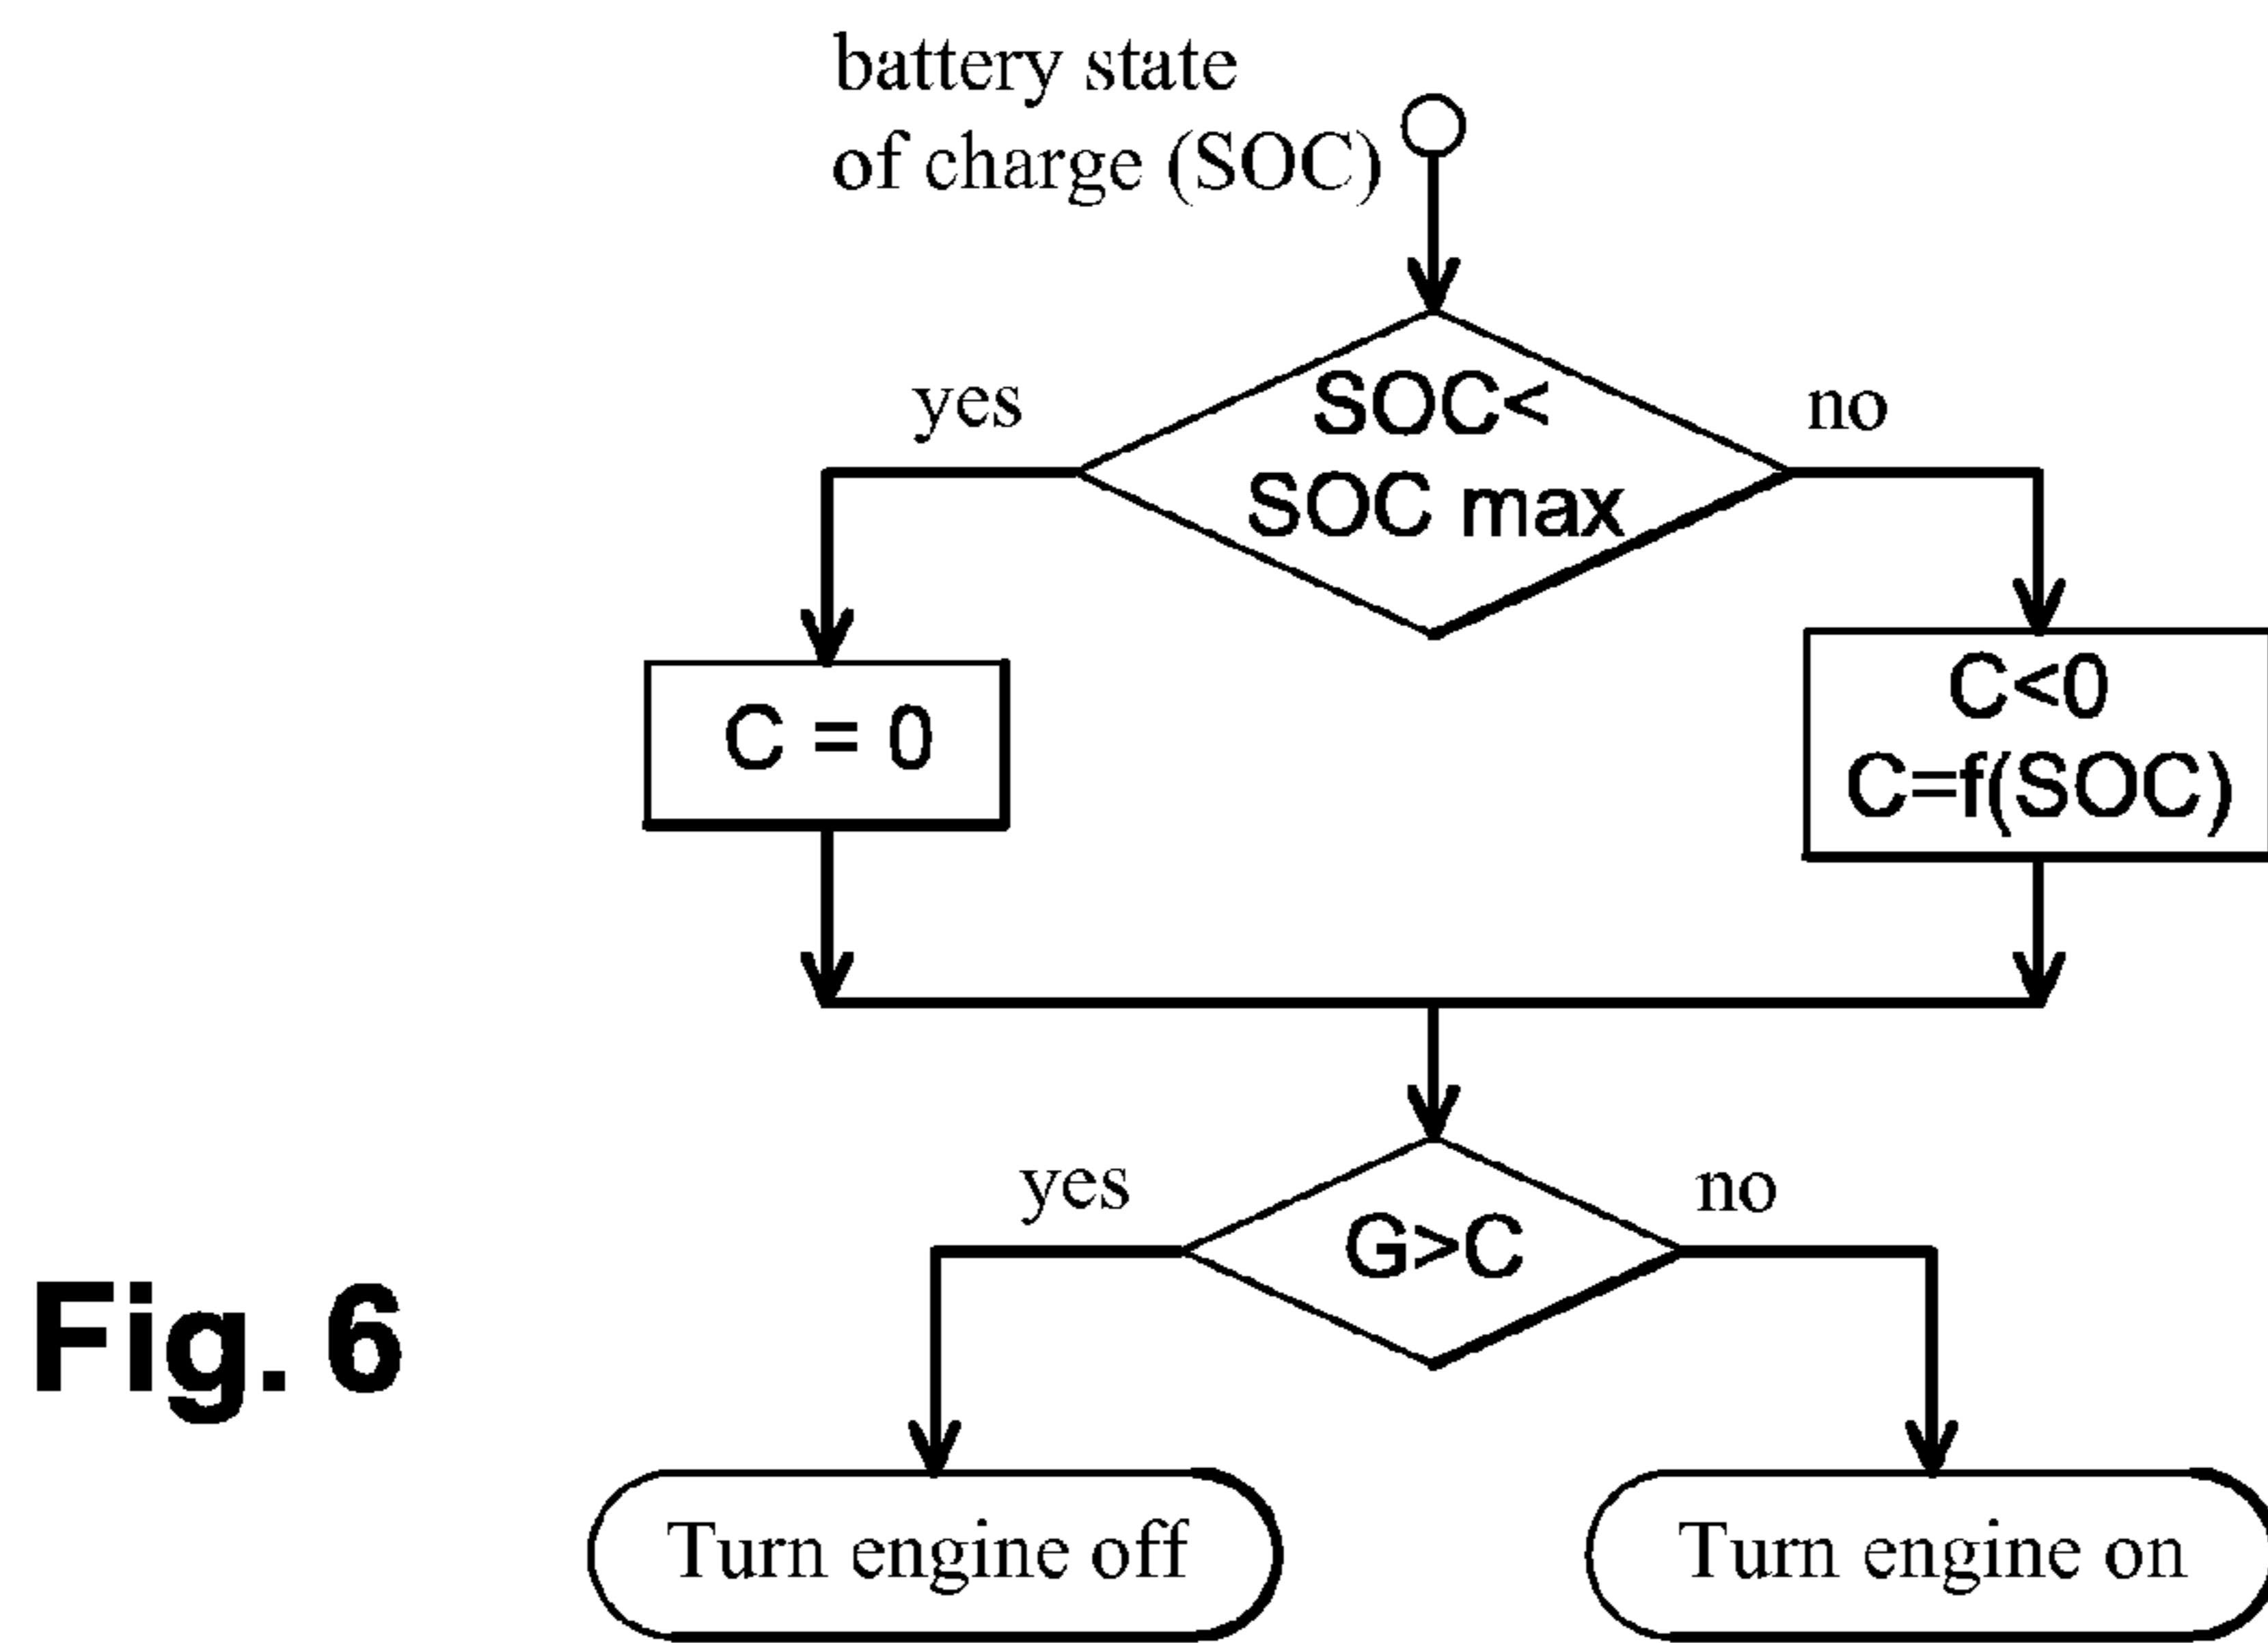 battery state
of charge (SOC)
yes
SOC<
SOC max
no
C = 0
C<0
C=f(SOC)
yes
G>C
no
Fig. 6
Turn engine off
Turn engine on